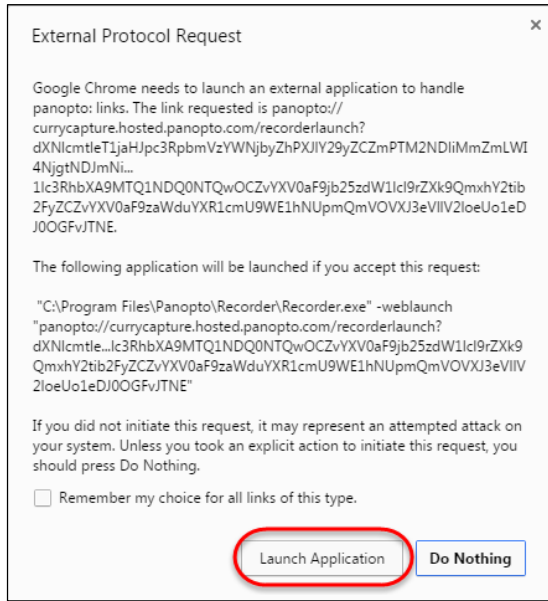 External Protocol Request
Google Chrome needs to launch an external application to handle
panopto: links. The link requested is panopto://
currycapture.hosted.panopto.com/recorderlaunch?
dXNlcmtleT1jaHJpc3RpbmVzYWNjby ZhPXJlY29yZCZmPTM2NDliMmZmLWI
4NjgtNDJmNi...
1lc3RhbXA9MTQ1NDQ0NTQwOCZvYXV0aF9jb25zdW1lcl9rZXk9QmxhY2tib
2FyZCZvYXV0aF9zaWduYXR1cmU9WE1hNUpmQmVOVXJ3eVllV2loeUo1eD
J0OGFvJTNE.
The following application will be launched if you accept this request:
"C:\Program Files\Panopto\Recorder\Recorder.exe" -weblaunch
"panopto://currycapture.hosted.panopto.com/recorderlaunch?
dXNlcmtle...lc3RhbXA9MTQ1NDQ0NTQwOCZvYXV0aF9jb25zdW1lcl9rZXk9
QmxhY2tib2FyZCZvYXV0aF9zaWduYXR1cmU9WE1hNUpmQmVOVXJ3eVllV
2loeUo1eDJ0OGFvJTNE"
If you did not initiate this request, it may represent an attempted attack on
your system. Unless you took an explicit action to initiate this request, you
should press Do Nothing.
Remember my choice for all links of this type.
Launch Application Do Nothing